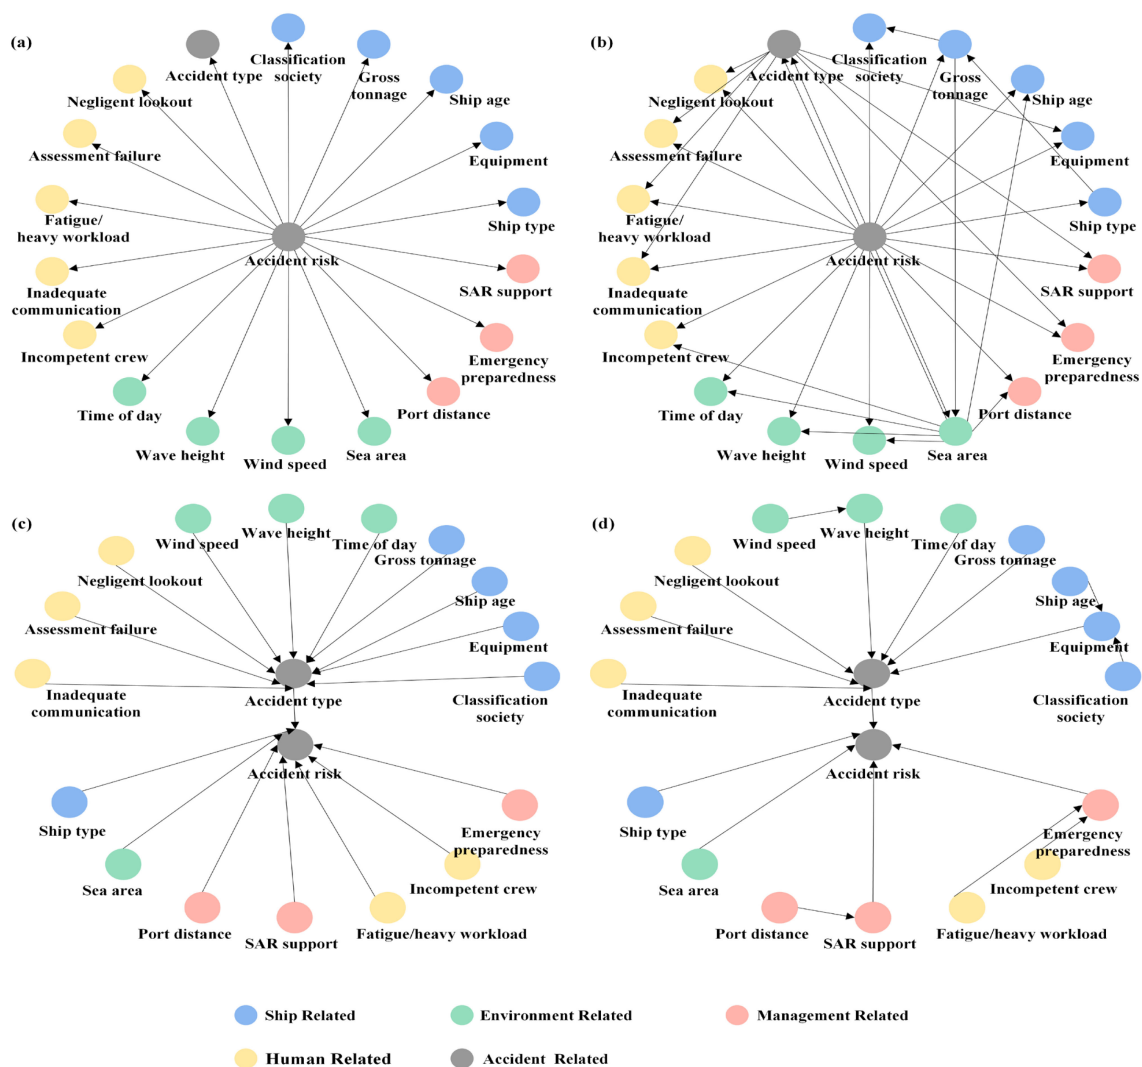 (a)
Accident type
Classification
society
Gross
tonnage
Negligent lookout
Ship age
Assessment failure
Equipment
Fatigue/
heavy workload
Ship type
Accident risk
Inadequate
communication
SAR support
Incompetent crew
Emergency
preparedness
Time of day
Port distance
Wave height
Wind speed
Sea area
(b)
Accident type
Classification
society
Gross
tonnage
Negligent lookout
Ship age
Assessment failure
Equipment
Fatigue/
heavy workload
Ship type
Accident risk
Inadequate
communication
SAR support
Incompetent crew
Emergency
preparedness
Time of day
Port distance
Wave height
Wind speed
Sea area
(c)
Wind speed
Wave height
Time of day
Gross tonnage
Negligent lookout
Ship age
Assessment failure
Equipment
Inadequate
communication
Accident type
Classification
society
Accident risk
Ship type
Emergency
preparedness
Sea area
Incompetent crew
Port distance
SAR support
Fatigue/heavy workload
(d)
Wind speed
Wave height
Time of day
Gross tonnage
Negligent lookout
Ship age
Assessment failure
Equipment
Inadequate
communication
Accident type
Classification
society
Accident risk
Ship type
Emergency
preparedness
Sea area
Incompetent crew
Port distance
SAR support
Fatigue/heavy workload
Ship Related
Environment Related
Management Related
Human Related
Accident Related